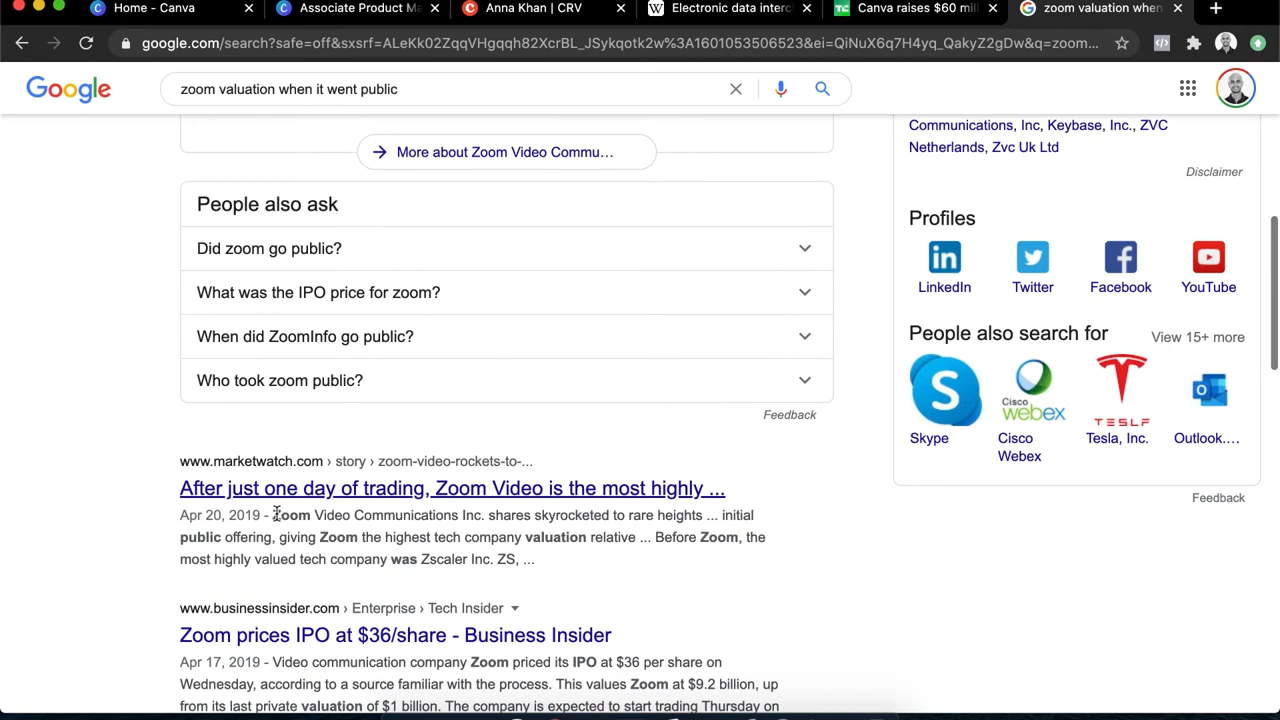 Home - Canva
Associate Product M
Anna Khan | CRV
Electronic data interc
Canva raises $60 mil
zoom valuation when
google.com/search?safe=off&sxsrf=ALeKk02ZqqVHgqqh82XcrBL_JSykqotk2w%3A1601053506523&ei=QiNuX6q7H4yq_QakyZ2gDw&q=zoom...
Google
zoom valuation when it went public
Communications, Inc, Keybase, Inc., ZVC
Netherlands, Zvc Uk Ltd
Disclaimer
More about Zoom Video Commu...
People also ask
Did zoom go public?
What was the IPO price for zoom?
When did ZoomInfo go public?
Who took zoom public?
Feedback
Profiles
LinkedIn Twitter Facebook YouTube
People also search for View 15+ more
Cisco
webex
TESLA
Skype Cisco Webex Tesla, Inc. Outlook....
Feedback
www.marketwatch.com › story › zoom-video-rockets-to-...
After just one day of trading, Zoom Video is the most highly ...
Apr 20, 2019 - Zoom Video Communications Inc. shares skyrocketed to rare heights ... initial
public offering, giving Zoom the highest tech company valuation relative ... Before Zoom, the
most highly valued tech company was Zscaler Inc. ZS, ...
www.businessinsider.com › Enterprise › Tech Insider
Zoom prices IPO at $36/share - Business Insider
Apr 17, 2019 - Video communication company Zoom priced its IPO at $36 per share on
Wednesday, according to a source familiar with the process. This values Zoom at $9.2 billion, up
from its last private valuation of $1 billion. The company is expected to start trading Thursday on